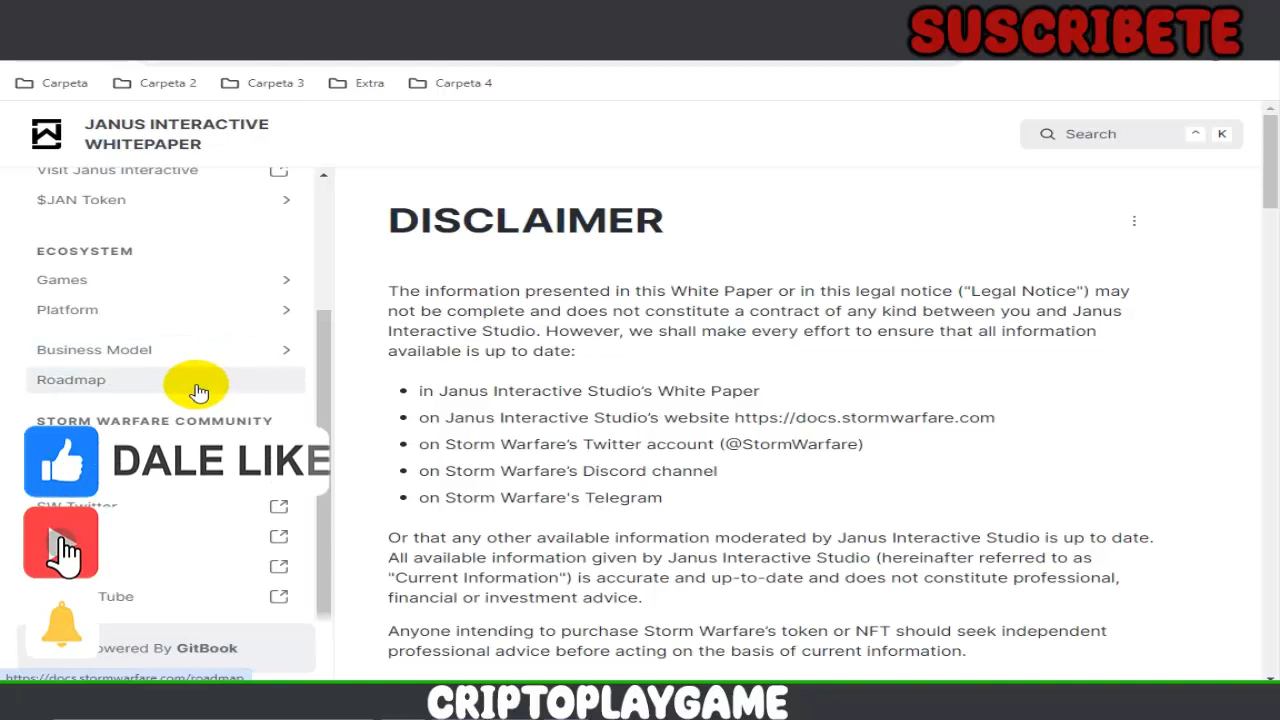 SUSCRIBETE
Carpeta
Carpeta 2
Carpeta 3
Extra
Carpeta 4
JANUS INTERACTIVE
WHITEPAPER
Search
^
K
Visit Janus Interactive
$JAN Token
ECOSYSTEM
Games
Platform
Business Model
Roadmap
STORM WARFARE COMMUNITY
DALE LIKE
SW Twitter
Tube
owered By GitBook
https://docs.stormwarfare.com/roadmap
DISCLAIMER
The information presented in this White Paper or in this legal notice ("Legal Notice") may
not be complete and does not constitute a contract of any kind between you and Janus
Interactive Studio. However, we shall make every effort to ensure that all information
available is up to date:
• in Janus Interactive Studio's White Paper
• on Janus Interactive Studio's website https://docs.stormwarfare.com
• on Storm Warfare's Twitter account (@StormWarfare)
• on Storm Warfare's Discord channel
• on Storm Warfare's Telegram
Or that any other available information moderated by Janus Interactive Studio is up to date.
All available information given by Janus Interactive Studio (hereinafter referred to as
"Current Information") is accurate and up-to-date and does not constitute professional,
financial or investment advice.
Anyone intending to purchase Storm Warfare's token or NFT should seek independent
professional advice before acting on the basis of current information.
CRIPTOPLAYGAME